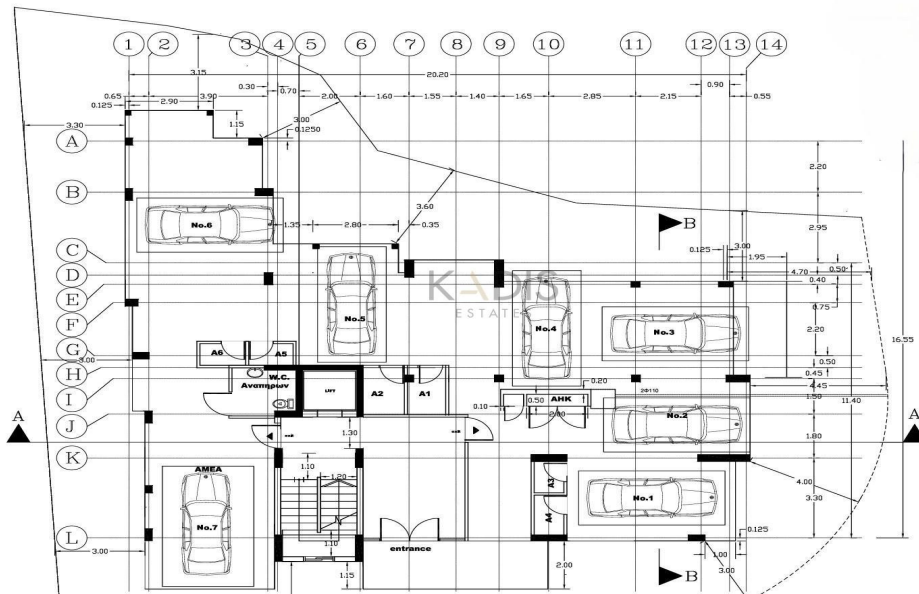 1 2 3 4 5 6 7 8 9 10 11 12 13 14
20.20
3.15
0.30 0.70 0.90
0.65 3.90 2.00 1.60 1.55 1.40 1.65 2.85 2.15 0.55
2.90
0.125
3.30
1.15
3.00
0.1250
A
2.20
B
3.60
No.6
1.35 2.80 0.35
B
2.95
C
0.125 3.00
1.95
0.50
D
4.70
0.40
E
KADIS
ESTATES
0.75
F
No.5
No.4
No.3
2.20
16.55
G
3.00
A6 A5
0.50
H
W.C.
Αναπηρων
LIFT
A2 A1
0.20
0.45
4.45
I
0.10
0.50
AHK
2.00
2Φ110
1.50
11.40
J
No.2
A
1.30
1.80
A
K
1.10
1.20
AMEA
A3
4.00
3.30
No.7
A4
No.1
L
1.10
entrance
0.125
3.00
1.00
3.00
1.15
2.00
B